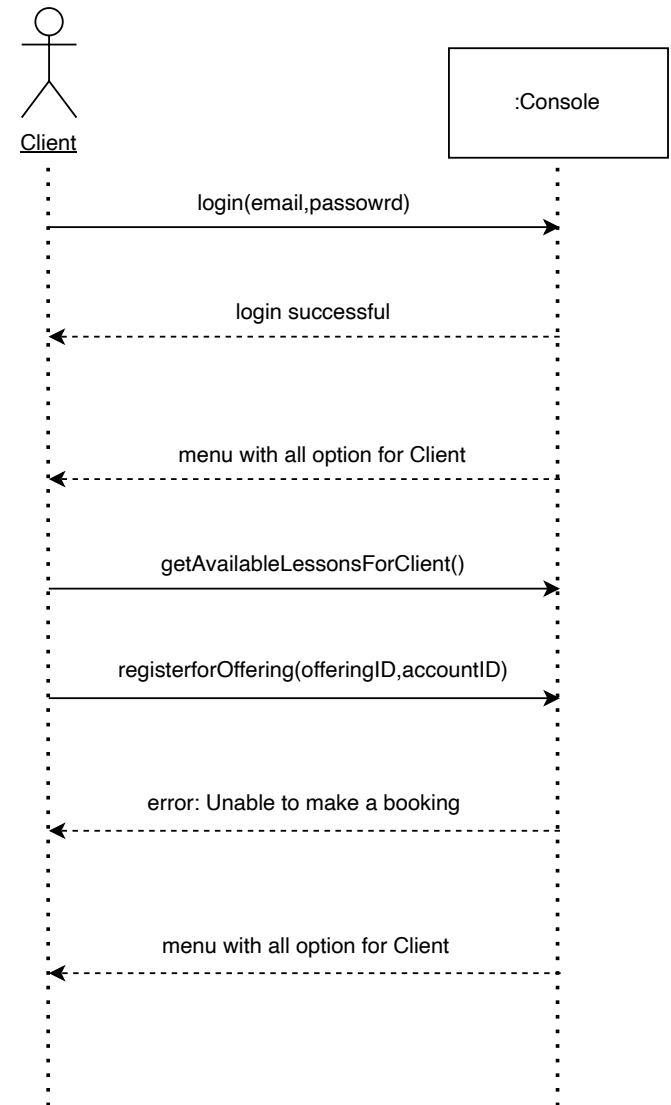 Client
:Console
login(email,passowrd)
login successful
menu with all option for Client
getAvailableLessonsForClient()
registerforOffering(offeringID,accountID)
error: Unable to make a booking
menu with all option for Client